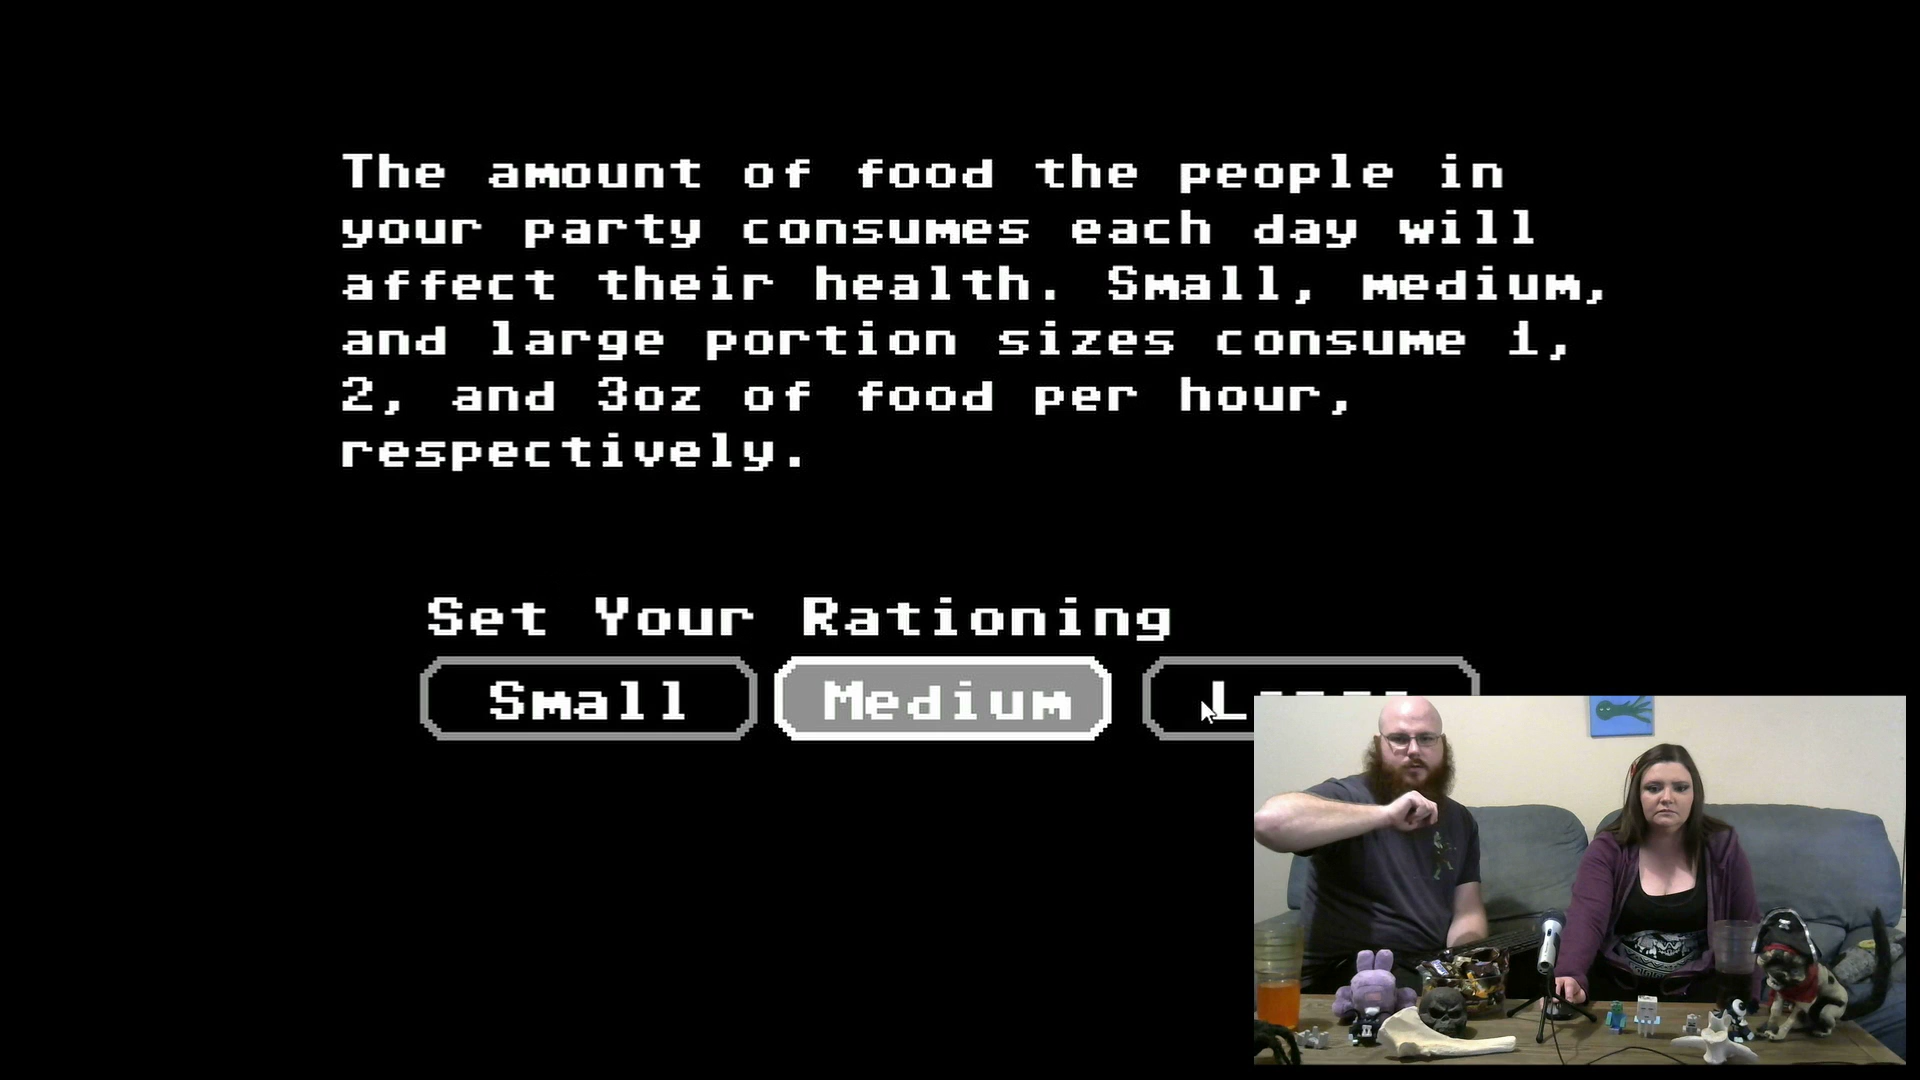 The amount of food the people in
your party consumes each day will
affect their health. Small, medium,
and large portion sizes consume 1,
2, and 3oz of food per hour,
respectively.
Set Your Rationing
Small Medium